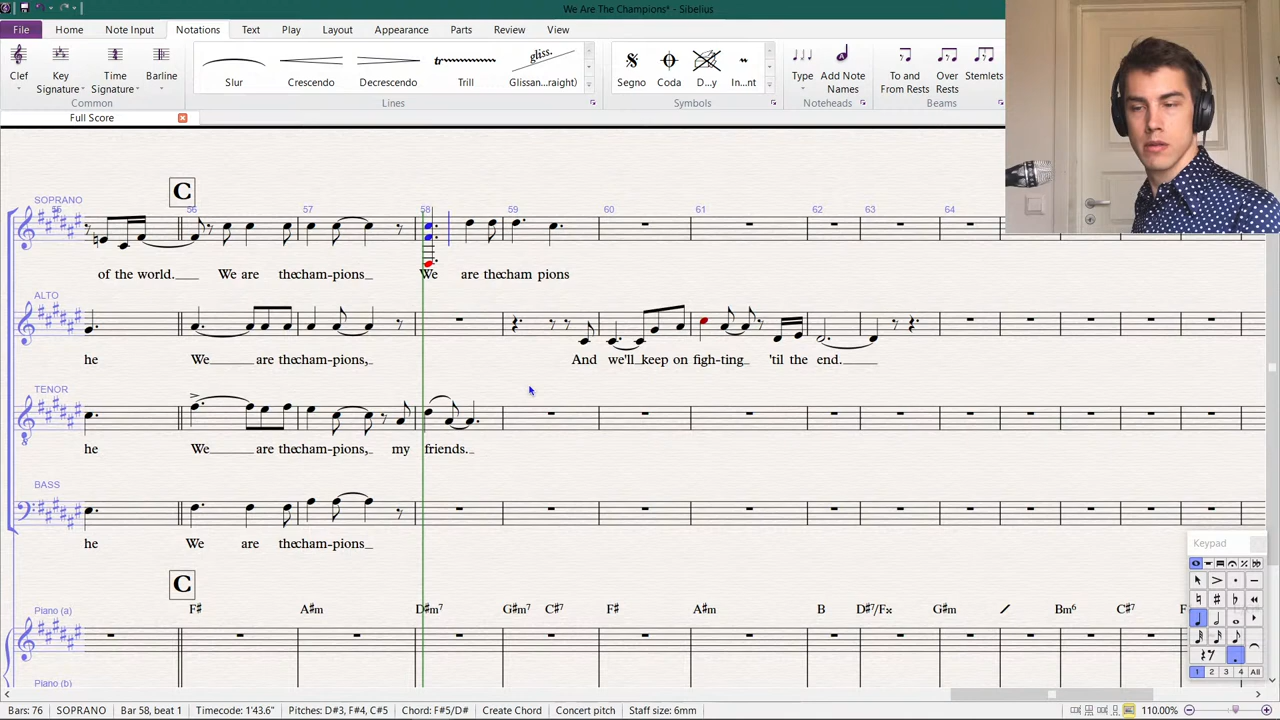 We Are The Champions* - Sibelius
File Home Note Input Notations Text Play Layout Appearance Parts Review View
gliss.
Clef Key Signature Time Signature Barline Slur Crescendo Decrescendo Trill Glissan...raight) Segno Coda D...y In...nt Type Add Note Names To and From Rests Over Rests Stemlets
Common Lines Symbols Noteheads Beams
Full Score
C
SOPRANO
56 57 58 59 60 61 62 63 64
of the world. We are the cham-pions We are the cham pions
ALTO
he We are the cham-pions, And we'll keep on figh-ting 'til the end.
TENOR
he We are the cham-pions, my friends.
BASS
he We are the cham-pions
Keypad
C
Piano (a) F# A#m D#m7 G#m7 C#7 F# A#m B D#7/Fx G#m Bm6 C#7 F
Piano (b)
1 2 3 4 All
Bars: 76 SOPRANO Bar 58, beat 1 Timecode: 1'43.6" Pitches: D#3, F#4, C#5 Chord: F#5/D# Create Chord Concert pitch Staff size: 6mm 110.00%